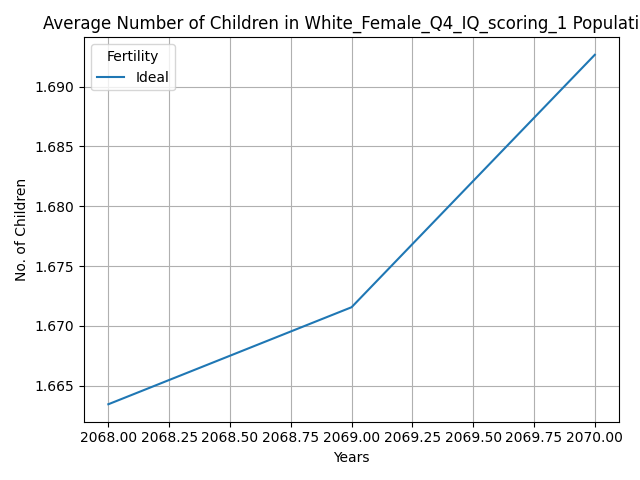 Average Number of Children in White_Female_Q4_IQ_scoring_1 Populati
Fertility
Ideal
No. of Children
1.690
1.685
1.680
1.675
1.670
1.665
2068.00 2068.25 2068.50 2068.75 2069.00 2069.25 2069.50 2069.75 2070.00
Years